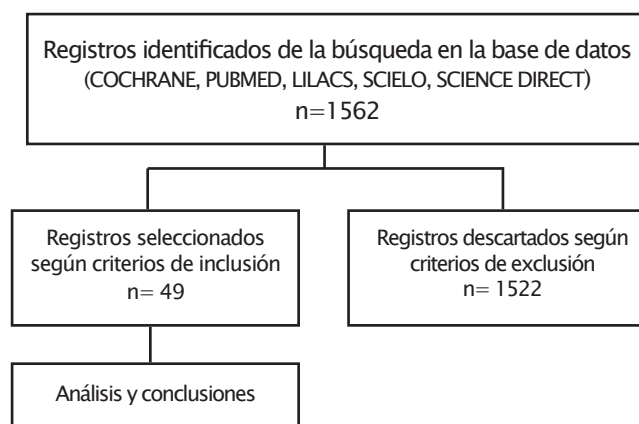 Registros identificados de la búsqueda en la base de datos
(COCHRANE, PUBMED, LILACS, SCIELO, SCIENCE DIRECT)
n=1562
Registros seleccionados
según criterios de inclusión
n= 49
Registros descartados según
criterios de exclusión
n= 1522
Análisis y conclusiones